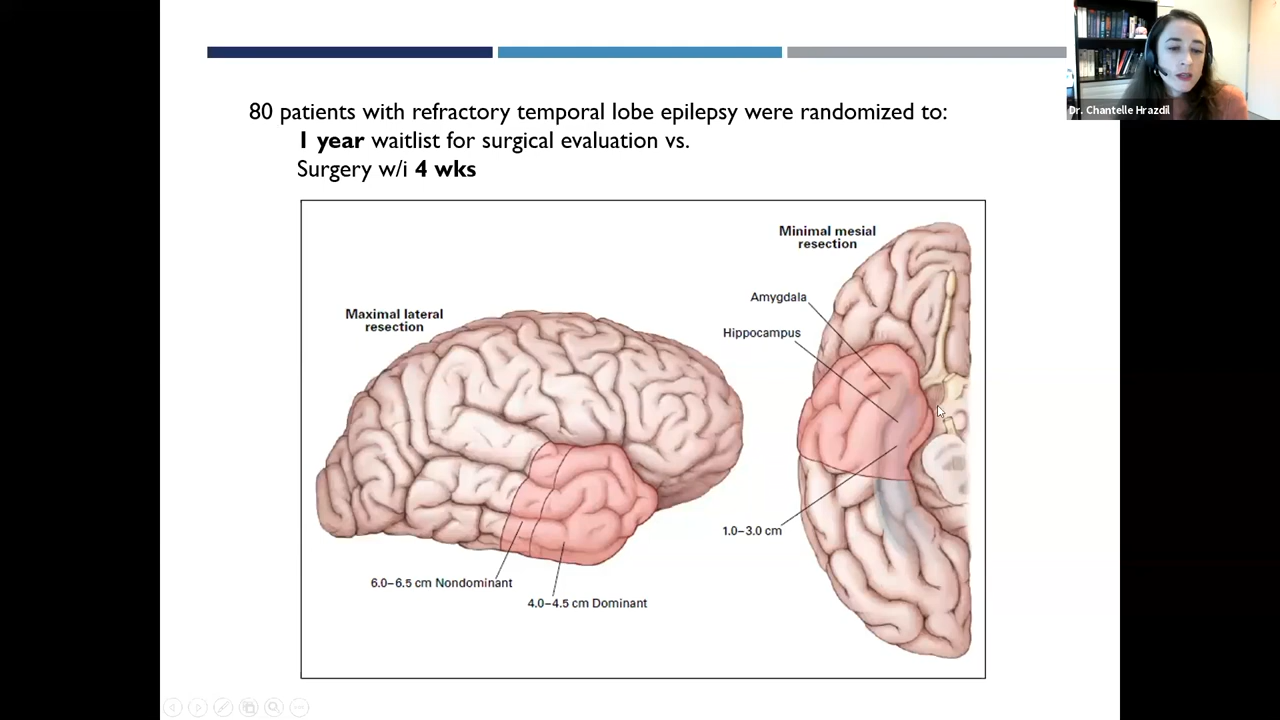 80 patients with refractory temporal lobe epilepsy were randomized to:
1 year waitlist for surgical evaluation vs.
Surgery w/i 4 wks
Dr. Chantelle Hrazdil
Maximal lateral
resection
6.0–6.5 cm Nondominant
4.0–4.5 cm Dominant
Minimal mesial
resection
Amygdala
Hippocampus
1.0–3.0 cm